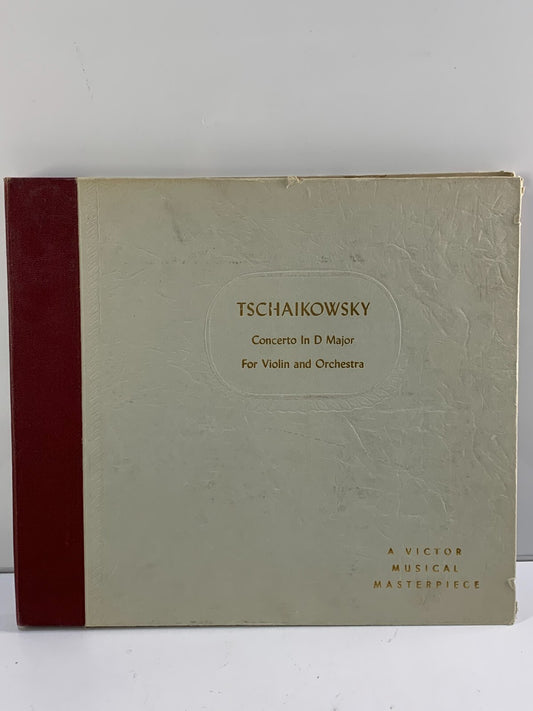 TSCHAIKOWSKY
Concerto In D Major
For Violin and Orchestra
A VICTOR
MUSICAL
MASTERPIECE